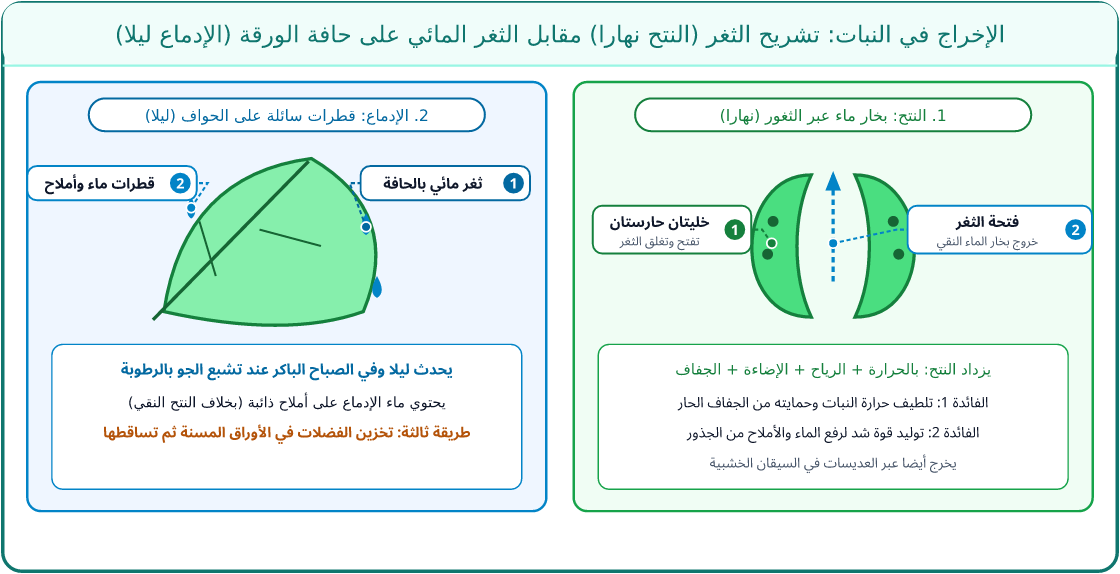 الإخراج في النبات: تشريح الثغر (النتح نهارا) مقابل الثغر المائي على حافة الورقة (الإدماع ليلا)
1. النتح: بخار ماء عبر الثغور (نهارا)
2 فتحة الثغر
خروج بخار الماء النقي
1 خليتان حارستان
تفتح وتغلق الثغر
يزداد النتح: بالحرارة + الرياح + الإضاءة + الجفاف
الفائدة 1: تلطيف حرارة النبات وحمايته من الجفاف الحار
الفائدة 2: توليد قوة شد لرفع الماء والأملاح من الجذور
يخرج أيضا عبر العديسات في السيقان الخشبية
2. الإدماع: قطرات سائلة على الحواف (ليلا)
1 ثغر مائي بالحافة
2 قطرات ماء وأملاح
يحدث ليلا وفي الصباح الباكر عند تشبع الجو بالرطوبة
يحتوي ماء الإدماع على أملاح ذائبة (بخلاف النتح النقي)
طريقة ثالثة: تخزين الفضلات في الأوراق المسنة ثم تساقطها